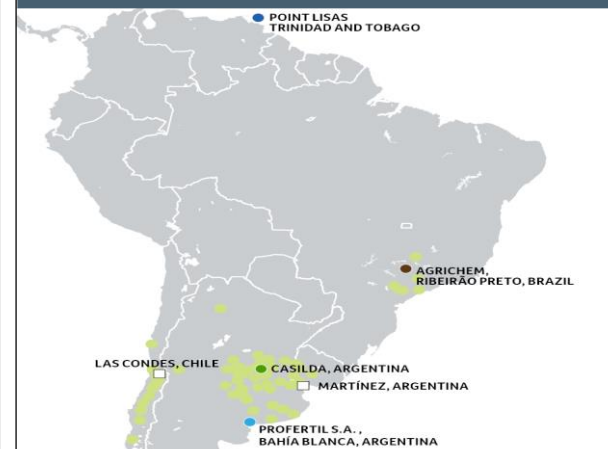 POINT LISAS
TRINIDAD AND TOBAGO
AGRICHEM,
RIBEIRÃO PRETO, BRAZIL
LAS CONDES, CHILE
CASILDA, ARGENTINA
MARTÍNEZ, ARGENTINA
PROFERTIL S.A.,
BAHÍA BLANCA, ARGENTINA